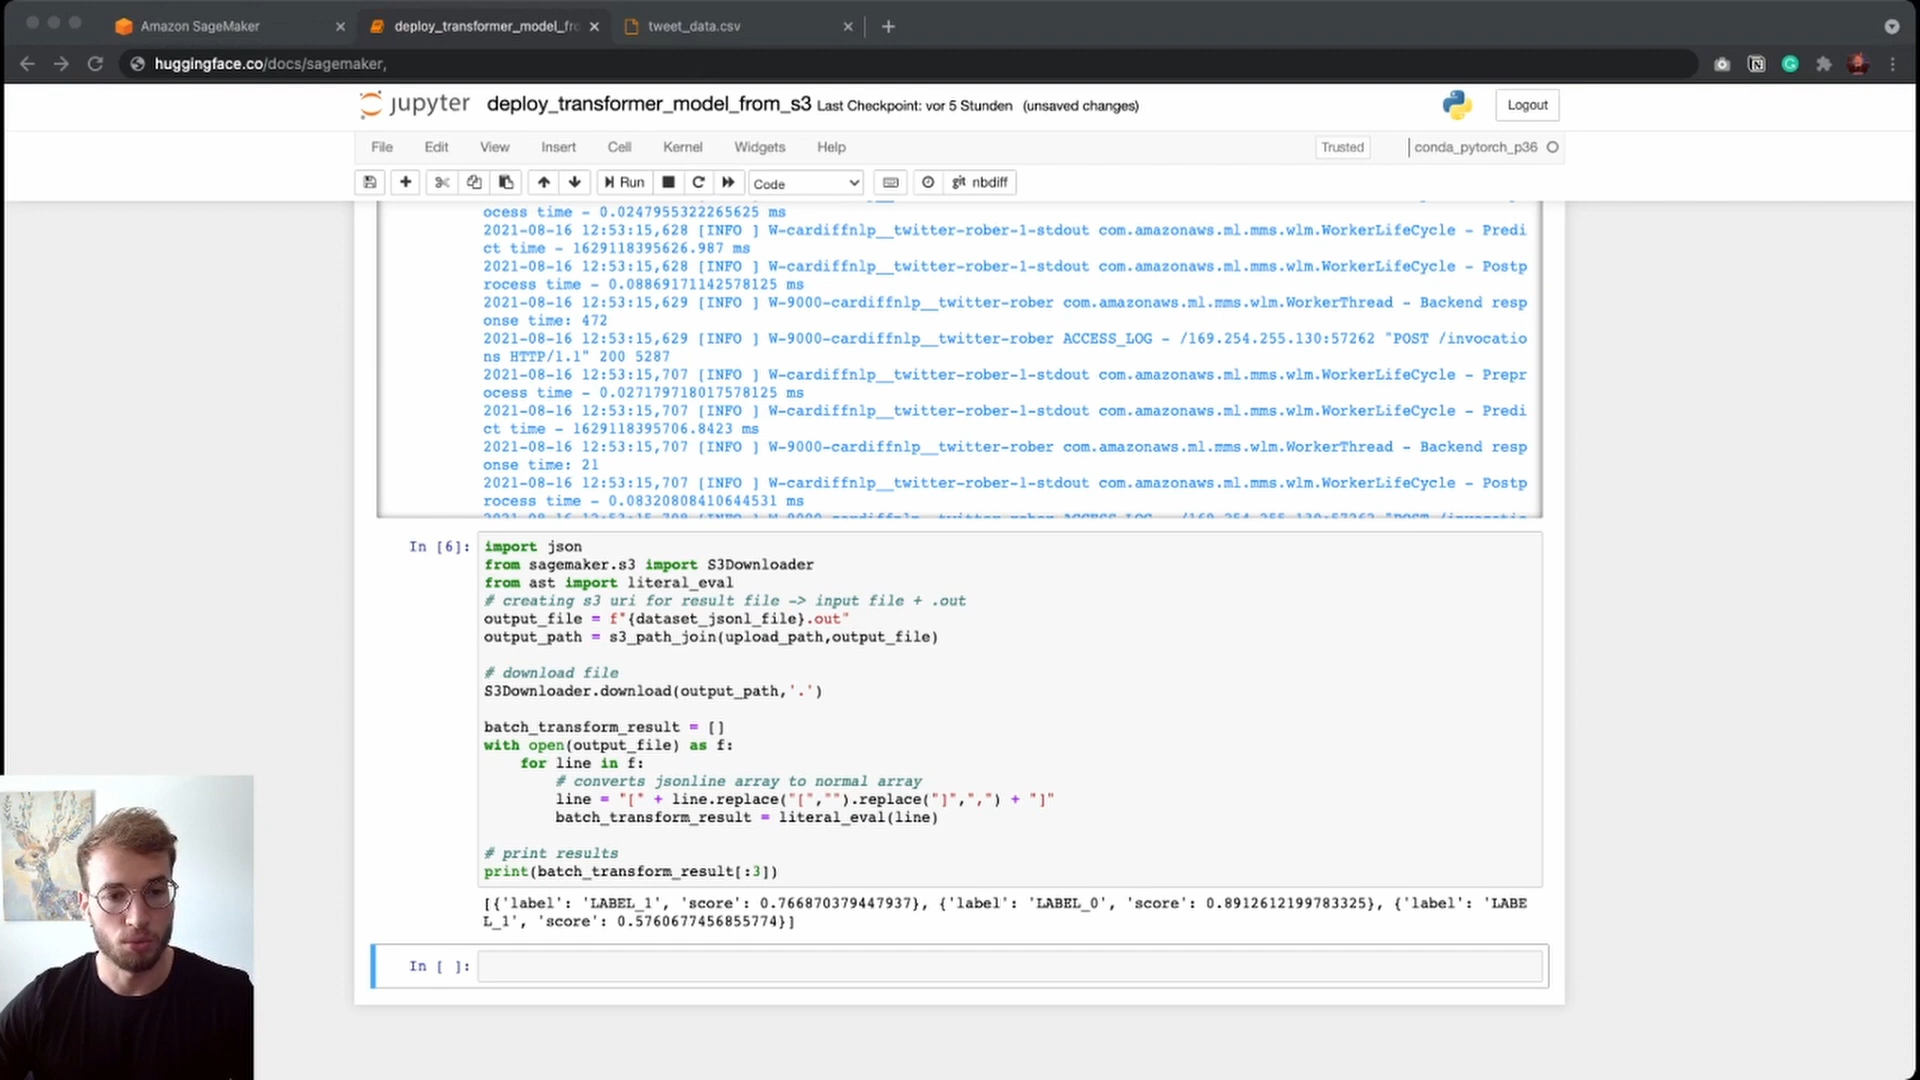 Amazon SageMaker
deploy_transformer_model_fr
tweet_data.csv
huggingface.co/docs/sagemaker,
jupyter deploy_transformer_model_from_s3 Last Checkpoint: vor 5 Stunden (unsaved changes)
Logout
File Edit View Insert Cell Kernel Widgets Help
Trusted
conda_pytorch_p36
Run
Code
git nbdiff
ocess time - 0.0247955322265625 ms
2021-08-16 12:53:15,628 [INFO ] W-cardiffnlp__twitter-rober-1-stdout com.amazonaws.ml.mms.wlm.WorkerLifeCycle - Predi
ct time - 1629118395626.987 ms
2021-08-16 12:53:15,628 [INFO ] W-cardiffnlp__twitter-rober-1-stdout com.amazonaws.ml.mms.wlm.WorkerLifeCycle - Postp
rocess time - 0.08869171142578125 ms
2021-08-16 12:53:15,629 [INFO ] W-9000-cardiffnlp__twitter-rober com.amazonaws.ml.mms.wlm.WorkerThread - Backend resp
onse time: 472
2021-08-16 12:53:15,629 [INFO ] W-9000-cardiffnlp__twitter-rober ACCESS_LOG - /169.254.255.130:57262 "POST /invocatio
ns HTTP/1.1" 200 5287
2021-08-16 12:53:15,707 [INFO ] W-cardiffnlp__twitter-rober-1-stdout com.amazonaws.ml.mms.wlm.WorkerLifeCycle - Prepr
ocess time - 0.027179718017578125 ms
2021-08-16 12:53:15,707 [INFO ] W-cardiffnlp__twitter-rober-1-stdout com.amazonaws.ml.mms.wlm.WorkerLifeCycle - Predi
ct time - 1629118395706.8423 ms
2021-08-16 12:53:15,707 [INFO ] W-9000-cardiffnlp__twitter-rober com.amazonaws.ml.mms.wlm.WorkerThread - Backend resp
onse time: 21
2021-08-16 12:53:15,707 [INFO ] W-cardiffnlp__twitter-rober-1-stdout com.amazonaws.ml.mms.wlm.WorkerLifeCycle - Postp
rocess time - 0.08320808410644531 ms
In [6]:
import json
from sagemaker.s3 import S3Downloader
from ast import literal_eval
# creating s3 uri for result file -> input file + .out
output_file = f"{dataset_jsonl_file}.out"
output_path = s3_path_join(upload_path,output_file)
# download file
S3Downloader.download(output_path,'.')
batch_transform_result = []
with open(output_file) as f:
for line in f:
# converts jsonline array to normal array
line = "[" + line.replace("[","").replace("]",",") + "]"
batch_transform_result = literal_eval(line)
# print results
print(batch_transform_result[:3])
[{'label': 'LABEL_1', 'score': 0.766870379447937}, {'label': 'LABEL_0', 'score': 0.8912612199783325}, {'label': 'LABE
L_1', 'score': 0.5760677456855774}]
In [ ]: